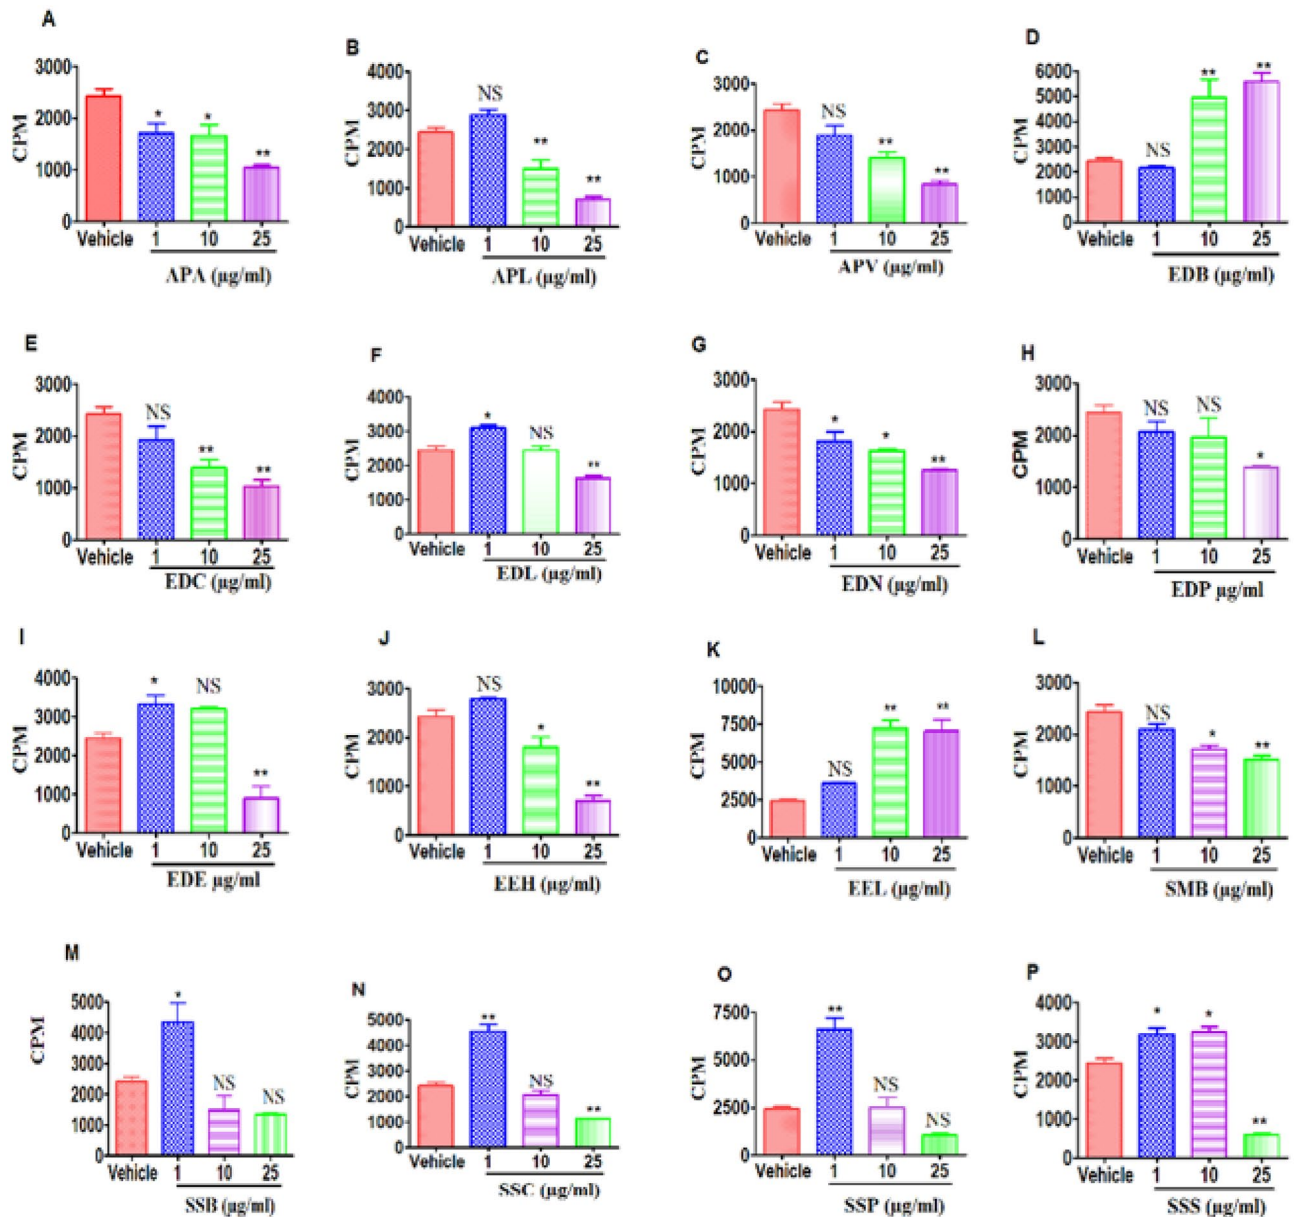 A
3000
2000
1000
0
CPM
*
*
**
Vehicle 1 10 25
APA (µg/ml)
B
4000
3000
2000
1000
0
CPM
NS
**
**
Vehicle 1 10 25
APL (µg/ml)
C
3000
2000
1000
0
CPM
NS
**
**
Vehicle 1 10 25
APV (µg/ml)
D
6000
5000
4000
3000
2000
1000
0
CPM
NS
**
**
Vehicle 1 10 25
EDB (µg/ml)
E
3000
2000
1000
0
CPM
NS
**
**
Vehicle 1 10 25
EDC (µg/ml)
F
4000
3000
2000
1000
0
CPM
*
NS
**
Vehicle 1 10 25
EDL (µg/ml)
G
3000
2000
1000
0
CPM
*
*
**
Vehicle 1 10 25
EDN (µg/ml)
H
3000
2000
1000
0
CPM
NS
NS
*
Vehicle 1 10 25
EDP µg/ml
I
4000
3000
2000
1000
0
CPM
*
NS
**
Vehicle 1 10 25
EDE µg/ml
J
3000
2000
1000
0
CPM
NS
*
**
Vehicle 1 10 25
EEH (µg/ml)
K
10000
7500
5000
2500
0
CPM
NS
**
**
Vehicle 1 10 25
EEL (µg/ml)
L
3000
2000
1000
0
CPM
NS
*
**
Vehicle 1 10 25
SMB (µg/ml)
M
5000
4000
3000
2000
1000
0
CPM
*
NS
NS
Vehicle 1 10 25
SSB (µg/ml)
N
5000
4000
3000
2000
1000
0
CPM
**
NS
**
Vehicle 1 10 25
SSC (µg/ml)
O
7500
5000
2500
0
CPM
**
NS
NS
Vehicle 1 10 25
SSP (µg/ml)
P
4000
3000
2000
1000
0
CPM
*
*
**
Vehicle 1 10 25
SSS (µg/ml)